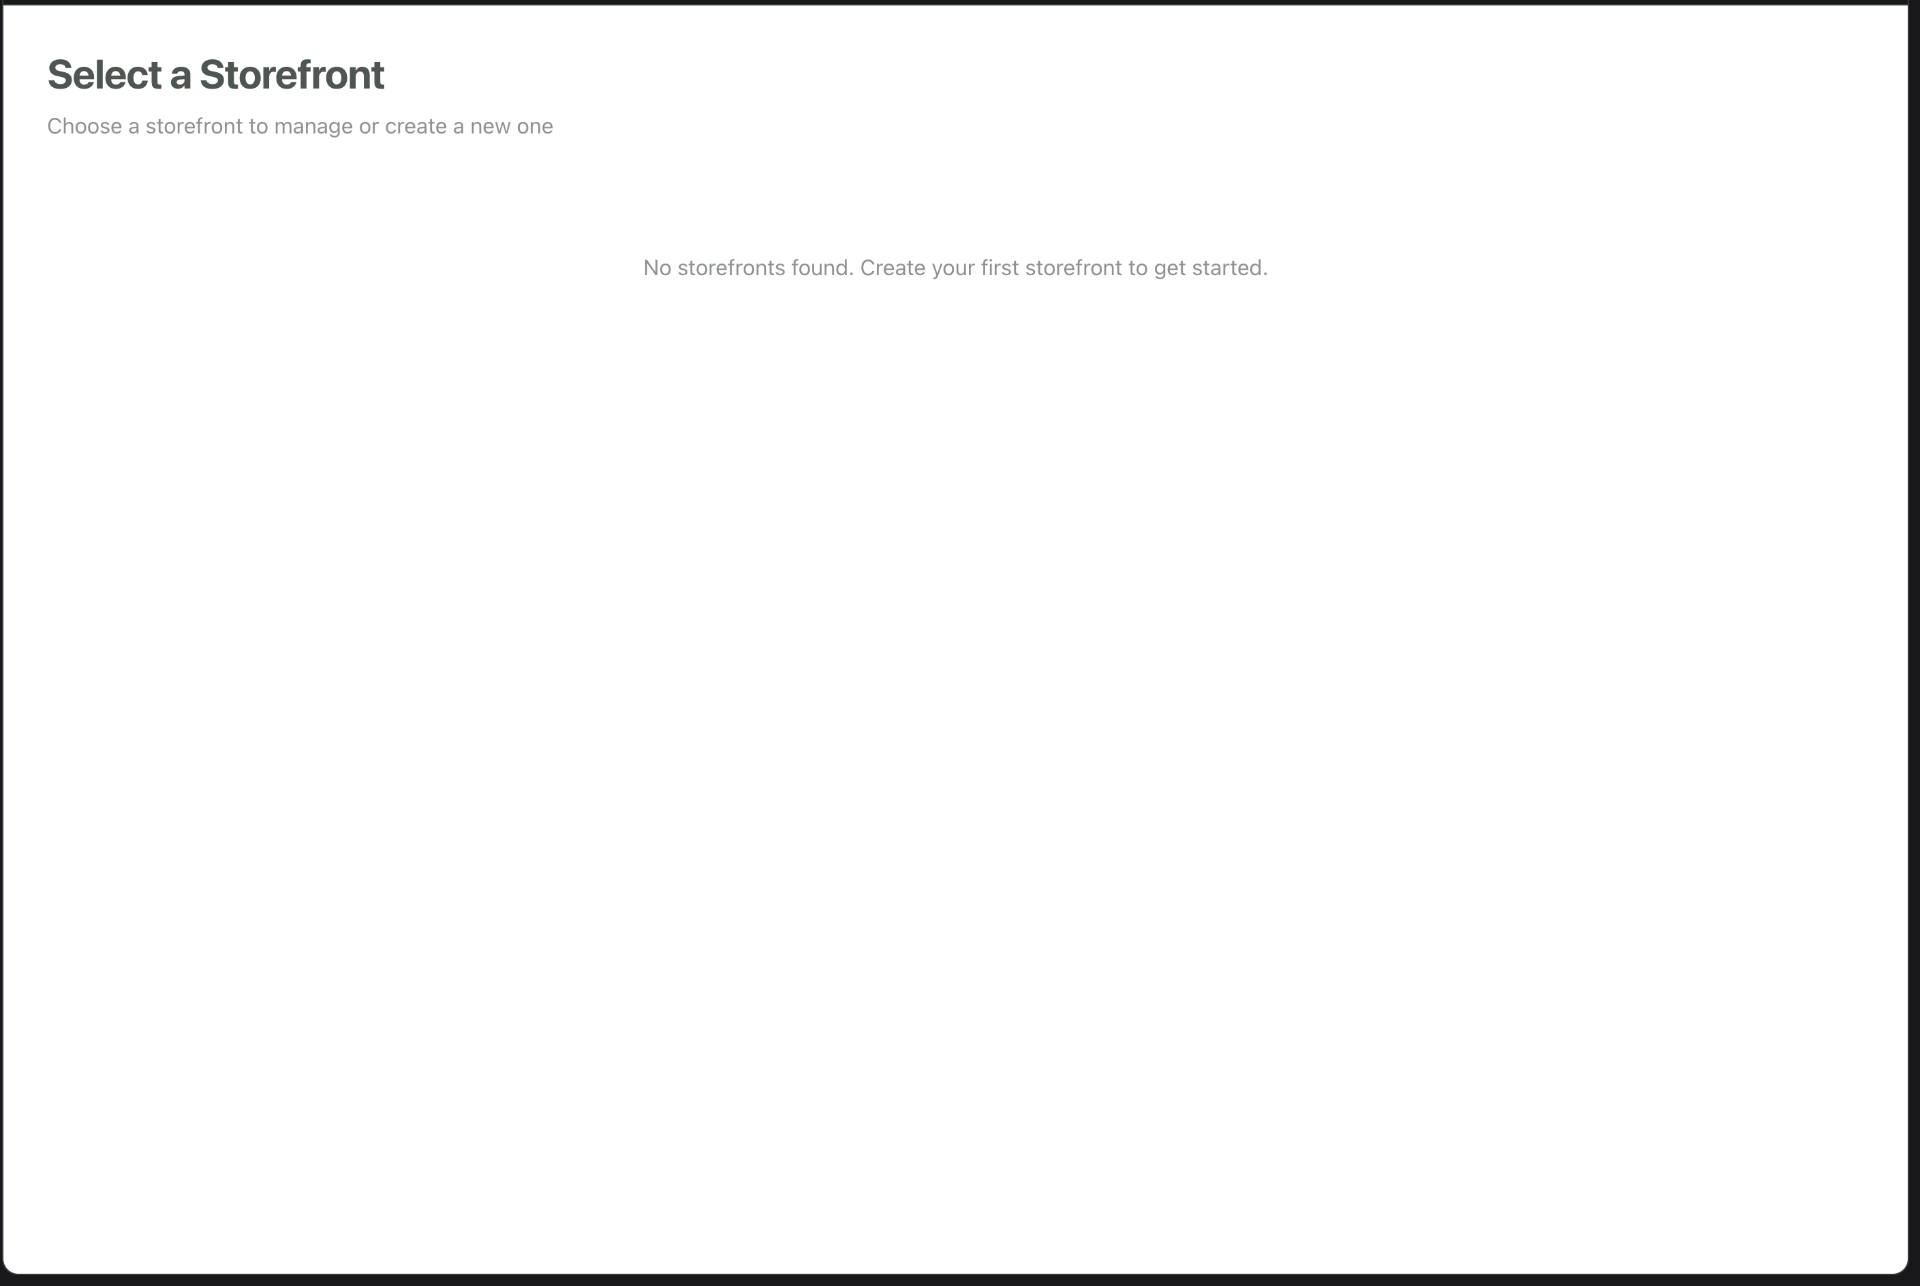 Select a Storefront
Choose a storefront to manage or create a new one
No storefronts found. Create your first storefront to get started.